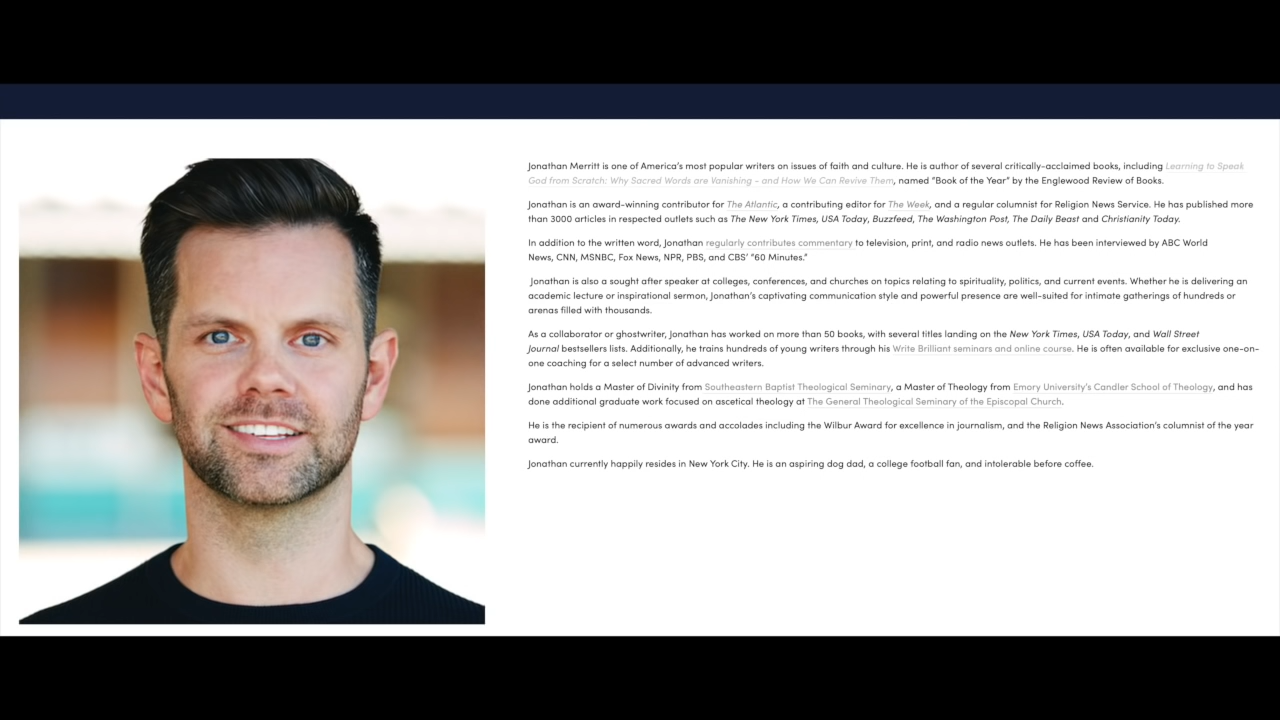 Jonathan Merritt is one of America's most popular writers on issues of faith and culture. He is author of several critically-acclaimed books, including Learning to Speak
God from Scratch: Why Sacred Words are Vanishing – and How We Can Revive Them, named "Book of the Year" by the Englewood Review of Books.
Jonathan is an award-winning contributor for The Atlantic, a contributing editor for The Week, and a regular columnist for Religion News Service. He has published more
than 3000 articles in respected outlets such as The New York Times, USA Today, Buzzfeed, The Washington Post, The Daily Beast and Christianity Today.
In addition to the written word, Jonathan regularly contributes commentary to television, print, and radio news outlets. He has been interviewed by ABC World
News, CNN, MSNBC, Fox News, NPR, PBS, and CBS' "60 Minutes."
Jonathan is also a sought after speaker at colleges, conferences, and churches on topics relating to spirituality, politics, and current events. Whether he is delivering an
academic lecture or inspirational sermon, Jonathan's captivating communication style and powerful presence are well-suited for intimate gatherings of hundreds or
arenas filled with thousands.
As a collaborator or ghostwriter, Jonathan has worked on more than 50 books, with several titles landing on the New York Times, USA Today, and Wall Street
Journal bestsellers lists. Additionally, he trains hundreds of young writers through his Write Brilliant seminars and online course. He is often available for exclusive one-on-
one coaching for a select number of advanced writers.
Jonathan holds a Master of Divinity from Southeastern Baptist Theological Seminary, a Master of Theology from Emory University's Candler School of Theology, and has
done additional graduate work focused on ascetical theology at The General Theological Seminary of the Episcopal Church.
He is the recipient of numerous awards and accolades including the Wilbur Award for excellence in journalism, and the Religion News Association's columnist of the year
award.
Jonathan currently happily resides in New York City. He is an aspiring dog dad, a college football fan, and intolerable before coffee.